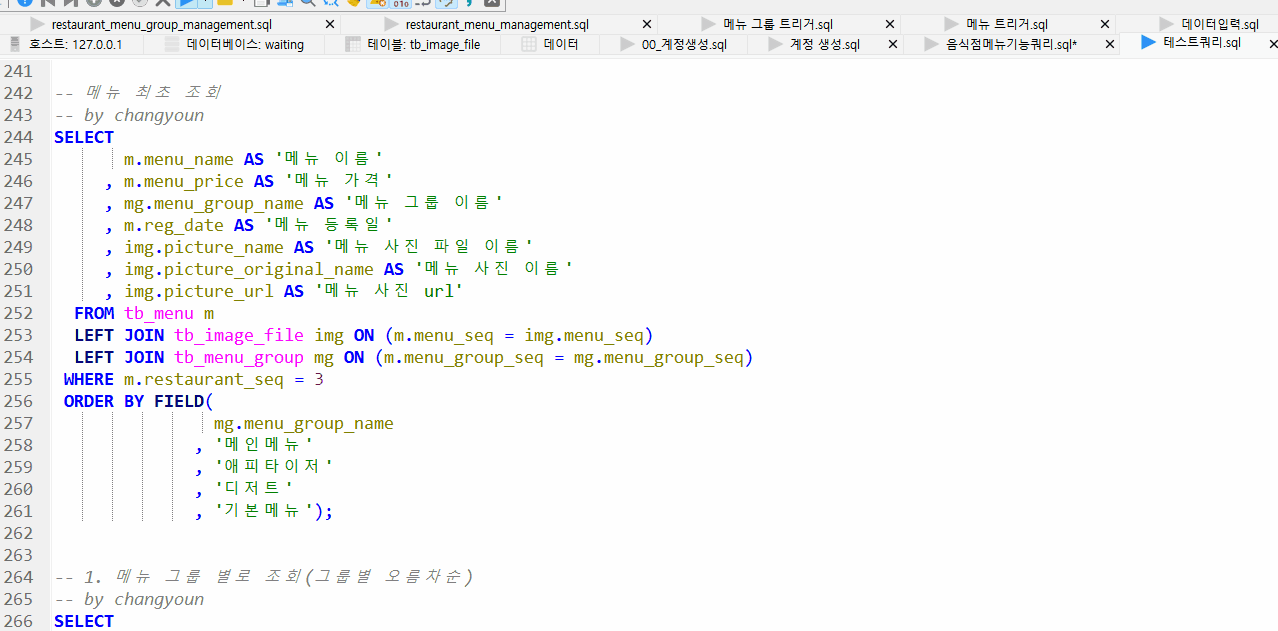 restaurant_menu_group_management.sql
restaurant_menu_management.sql
메뉴 그룹 트리거.sql
메뉴 트리거.sql
데이터입력.sql
호스트: 127.0.0.1
데이터베이스: waiting
테이블: tb_image_file
데이터
00_계정생성.sql
계정 생성.sql
음식점메뉴기능쿼리.sql*
테스트쿼리.sql
241
242 -- 메뉴 최초 조회
243 -- by changyoun
244 SELECT
245 m.menu_name AS '메뉴 이름'
246 , m.menu_price AS '메뉴 가격'
247 , mg.menu_group_name AS '메뉴 그룹 이름'
248 , m.reg_date AS '메뉴 등록일'
249 , img.picture_name AS '메뉴 사진 파일 이름'
250 , img.picture_original_name AS '메뉴 사진 이름'
251 , img.picture_url AS '메뉴 사진 url'
252 FROM tb_menu m
253 LEFT JOIN tb_image_file img ON (m.menu_seq = img.menu_seq)
254 LEFT JOIN tb_menu_group mg ON (m.menu_group_seq = mg.menu_group_seq)
255 WHERE m.restaurant_seq = 3
256 ORDER BY FIELD(
257 mg.menu_group_name
258 , '메인메뉴'
259 , '애피타이저'
260 , '디저트'
261 , '기본메뉴');
262
263
264 -- 1. 메뉴 그룹 별로 조회(그룹별 오름차순)
265 -- by changyoun
266 SELECT